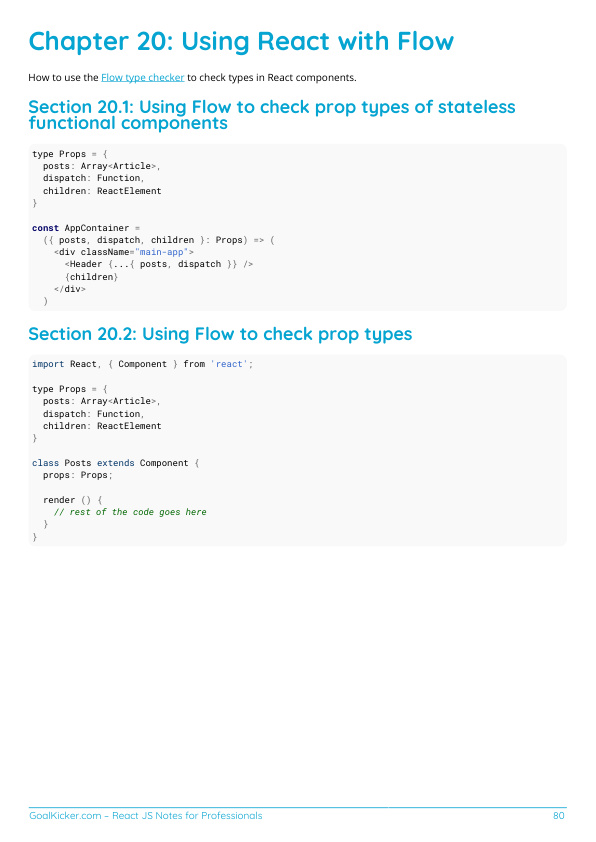 Chapter 20: Using React with Flow
How to use the Flow type checker to check types in React components.
Section 20.1: Using Flow to check prop types of stateless
functional components
type Props = {
  posts: Array<Article>,
  dispatch: Function,
  children: ReactElement
}
const AppContainer =
  ({ posts, dispatch, children }: Props) => (
    <div className="main-app">
      <Header {...{ posts, dispatch }} />
      {children}
    </div>
  )
Section 20.2: Using Flow to check prop types
import React, { Component } from 'react';
type Props = {
  posts: Array<Article>,
  dispatch: Function,
  children: ReactElement
}
class Posts extends Component {
  props: Props;
  render () {
    // rest of the code goes here
  }
}
GoalKicker.com – React JS Notes for Professionals 80